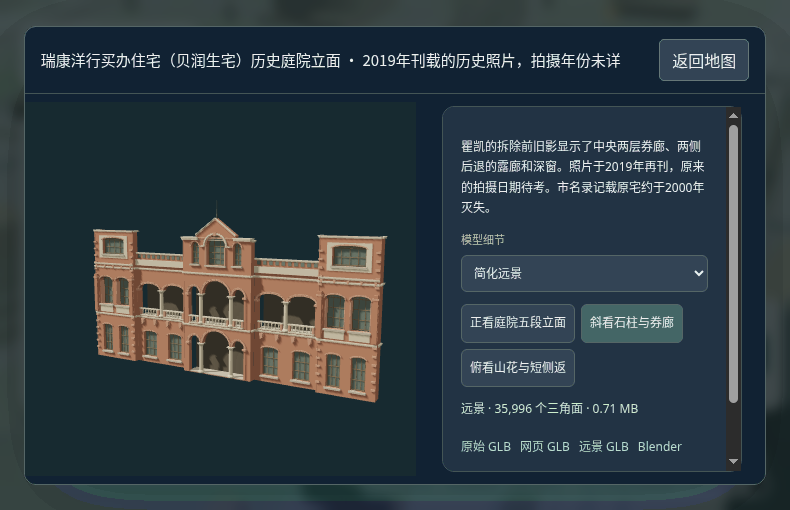 瑞康洋行买办住宅（贝润生宅）历史庭院立面 · 2019年刊载的历史照片，拍摄年份未详
返回地图
瞿凯的拆除前旧影显示了中央两层券廊、两侧
后退的露廊和深窗。照片于2019年再刊，原来
的拍摄日期待考。市名录记载原宅约于2000年
灭失。
模型细节
简化远景
正看庭院五段立面
斜看石柱与券廊
俯看山花与短侧返
远景 · 35,996 个三角面 · 0.71 MB
原始 GLB 网页 GLB 远景 GLB Blender